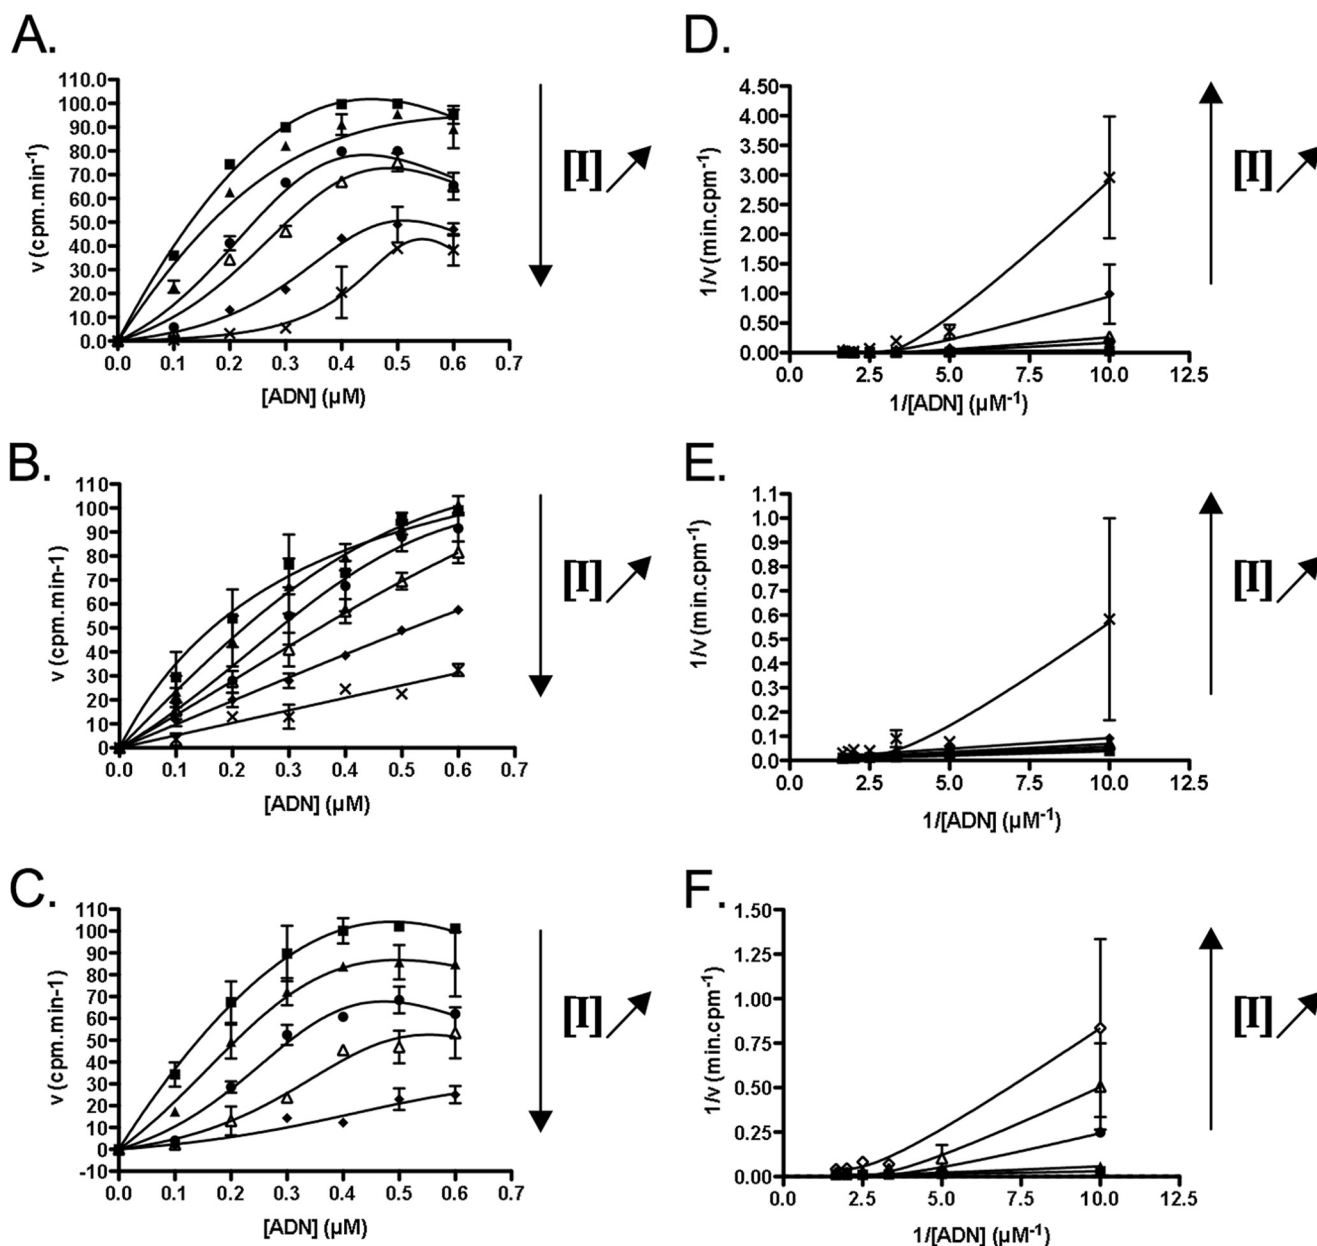 A.
110.0
100.0
90.0
80.0
70.0
60.0
50.0
40.0
30.0
20.0
10.0
0.0
v (cpm.min-1)
0.0 0.1 0.2 0.3 0.4 0.5 0.6 0.7
[ADN] (µM)
[I]
D.
4.50
4.00
3.50
3.00
2.50
2.00
1.50
1.00
0.50
0.00
1/v (min.cpm-1)
0.0 2.5 5.0 7.5 10.0 12.5
1/[ADN] (µM-1)
[I]
B.
110
100
90
80
70
60
50
40
30
20
10
0
v (cpm.min-1)
0.0 0.1 0.2 0.3 0.4 0.5 0.6 0.7
[ADN] (µM)
[I]
E.
1.1
1.0
0.9
0.8
0.7
0.6
0.5
0.4
0.3
0.2
0.1
0.0
1/v (min.cpm-1)
0.0 2.5 5.0 7.5 10.0 12.5
1/[ADN] (µM-1)
[I]
C.
110
100
90
80
70
60
50
40
30
20
10
0
-10
v (cpm.min-1)
0.0 0.1 0.2 0.3 0.4 0.5 0.6 0.7
[ADN] (µM)
[I]
F.
1.50
1.25
1.00
0.75
0.50
0.25
0.00
1/v (min.cpm-1)
0.0 2.5 5.0 7.5 10.0 12.5
1/[ADN] (µM-1)
[I]